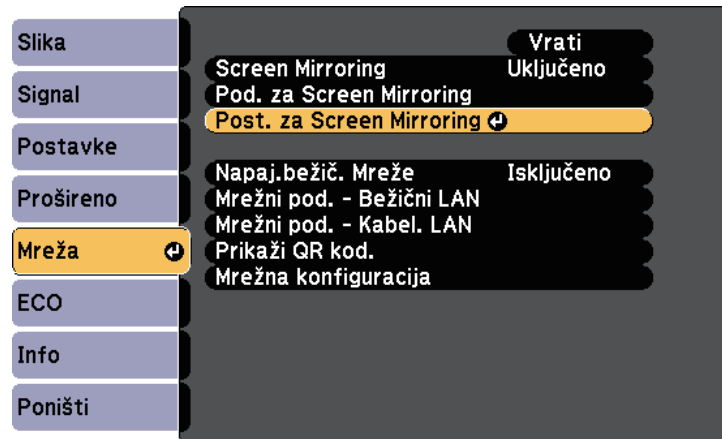 Slika
Signal
Postavke
Prošireno
Mreža
ECO
Info
Poništi
Vrati
Screen Mirroring Uključeno
Pod. za Screen Mirroring
Post. za Screen Mirroring
Napaj.bežič. Mreže Isključeno
Mrežni pod. - Bežični LAN
Mrežni pod. - Kabel. LAN
Prikaži QR kod.
Mrežna konfiguracija